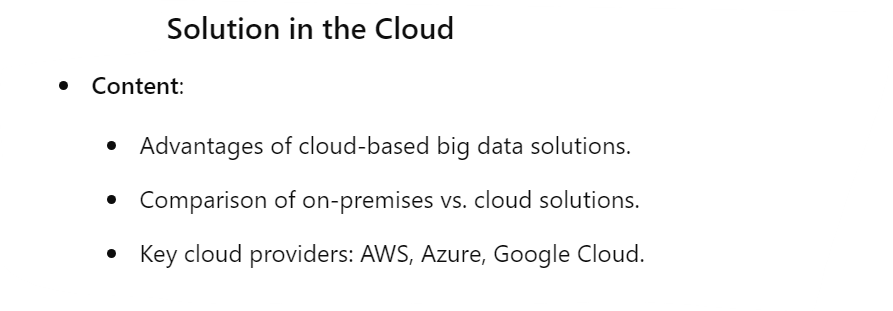 Solution in the Cloud
• Content:
• Advantages of cloud-based big data solutions.
• Comparison of on-premises vs. cloud solutions.
• Key cloud providers: AWS, Azure, Google Cloud.